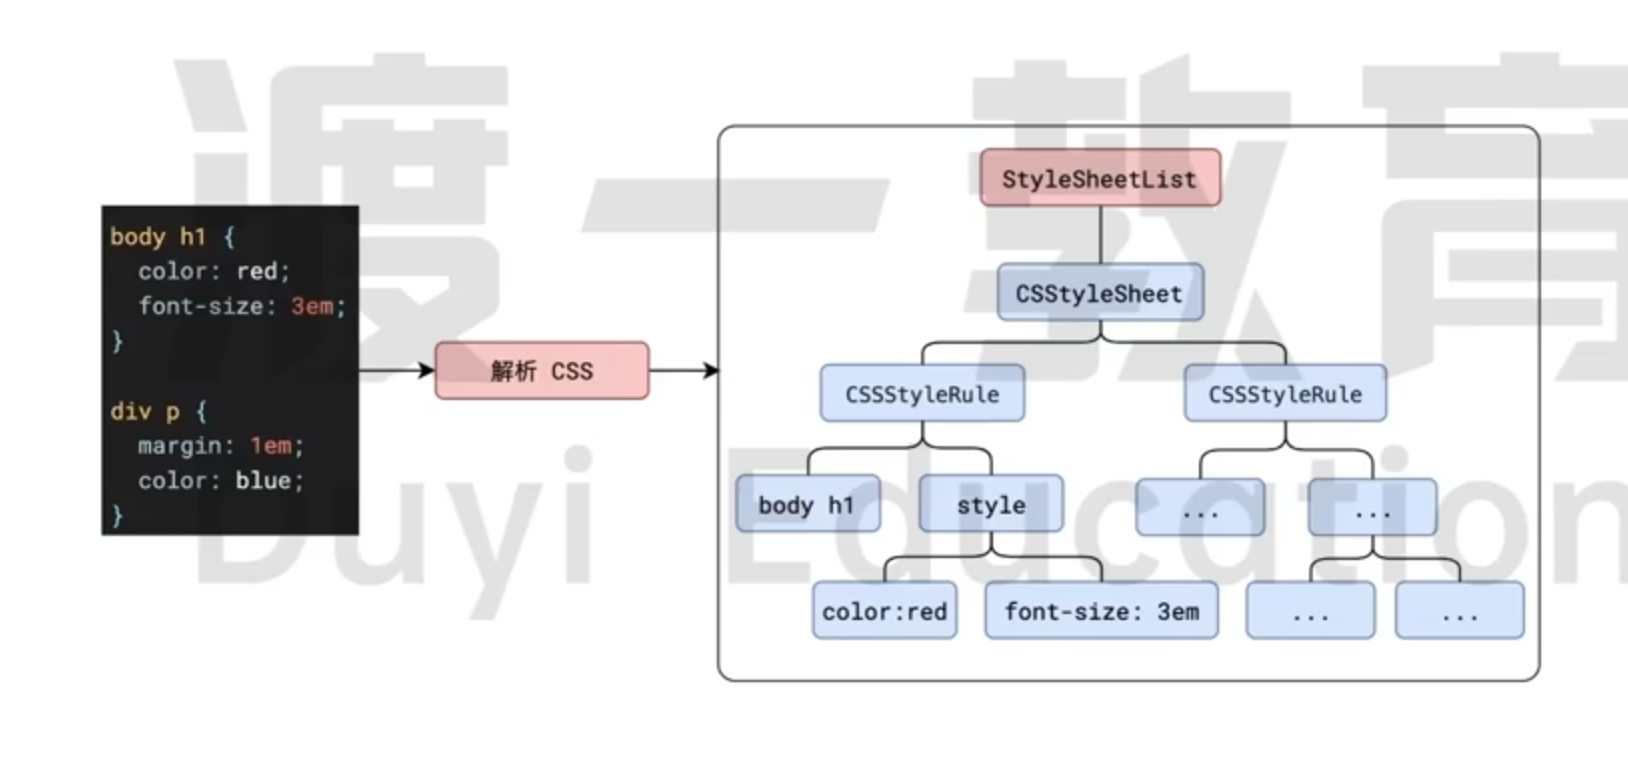 渡一教育
Duyi Education
body h1 {
  color: red;
  font-size: 3em;
}
div p {
  margin: 1em;
  color: blue;
}
解析 CSS
StyleSheetList
CSStyleSheet
CSSStyleRule
CSSStyleRule
body h1
style
...
...
color:red
font-size: 3em
...
...